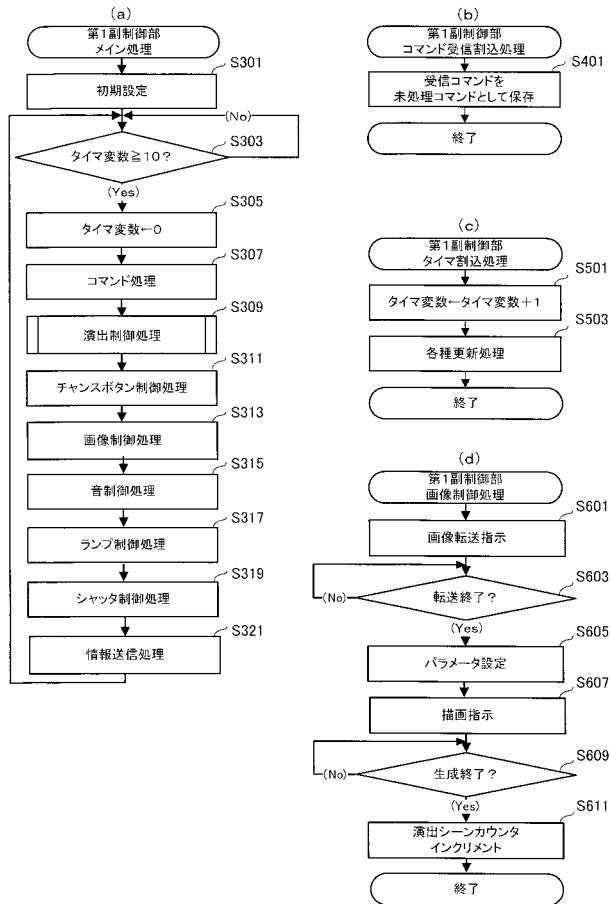 (a)
第1副制御部
メイン処理
S301
初期設定
(No)
S303
タイマ変数≧10?
(Yes)
S305
タイマ変数←0
S307
コマンド処理
S309
演出制御処理
S311
チャンスボタン制御処理
S313
画像制御処理
S315
音制御処理
S317
ランプ制御処理
S319
シャッタ制御処理
S321
情報送信処理
(b)
第1副制御部
コマンド受信割込処理
S401
受信コマンドを
未処理コマンドとして保存
終了
(c)
第1副制御部
タイマ割込処理
S501
タイマ変数←タイマ変数+1
S503
各種更新処理
終了
(d)
第1副制御部
画像制御処理
S601
画像転送指示
S603
転送終了?
(No)
(Yes)
S605
パラメータ設定
S607
描画指示
S609
生成終了?
(No)
(Yes)
S611
演出シーンカウンタ
インクリメント
終了